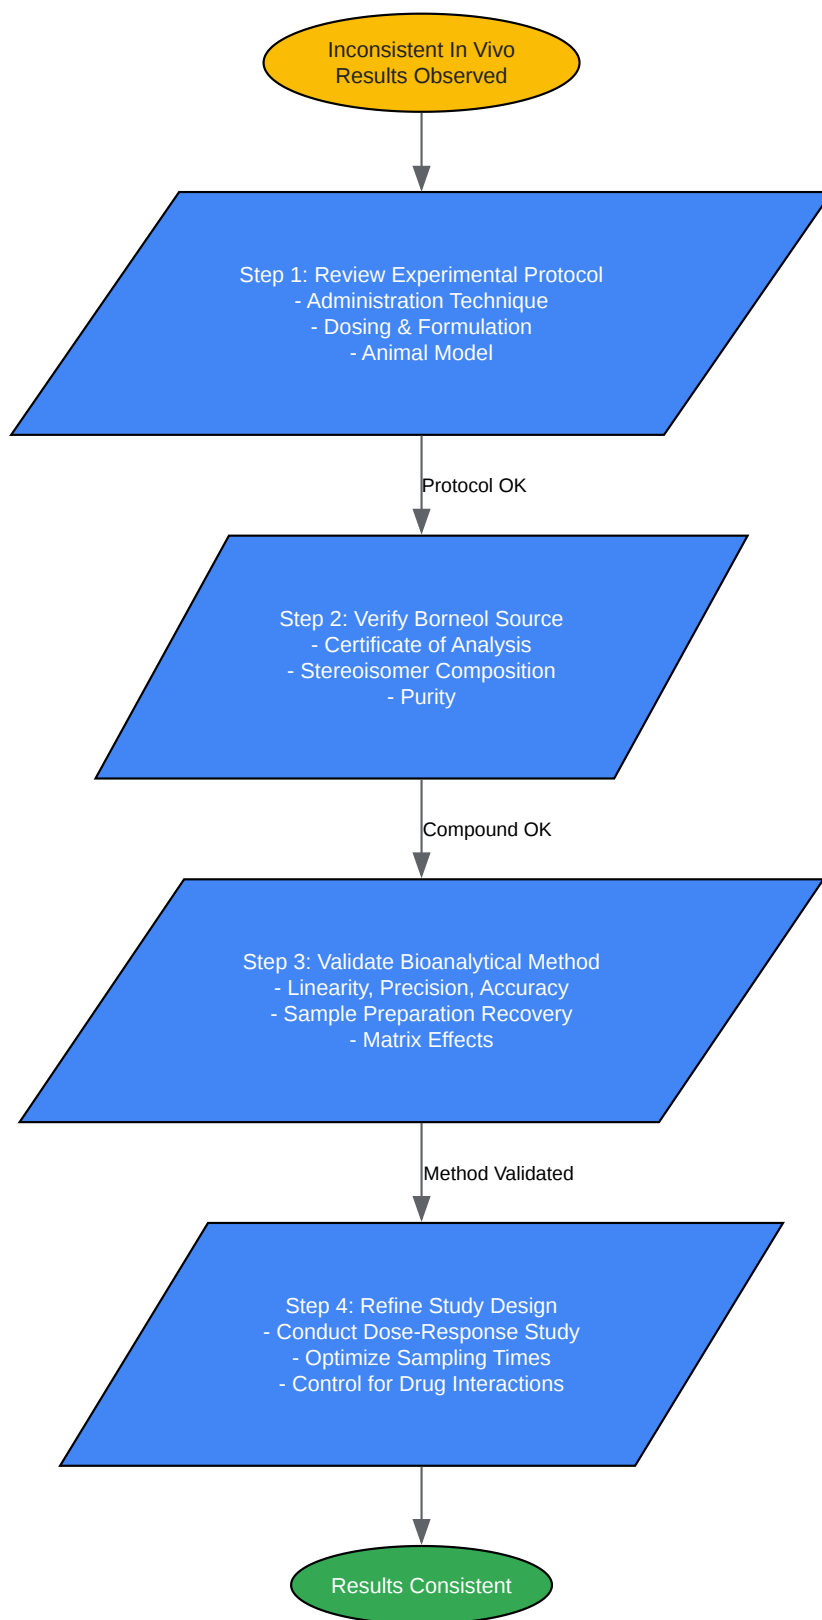 Inconsistent In Vivo
Results Observed
Step 1: Review Experimental Protocol
- Administration Technique
- Dosing & Formulation
- Animal Model
Protocol OK
Step 2: Verify Borneol Source
- Certificate of Analysis
- Stereoisomer Composition
- Purity
Compound OK
Step 3: Validate Bioanalytical Method
- Linearity, Precision, Accuracy
- Sample Preparation Recovery
- Matrix Effects
Method Validated
Step 4: Refine Study Design
- Conduct Dose-Response Study
- Optimize Sampling Times
- Control for Drug Interactions
Results Consistent